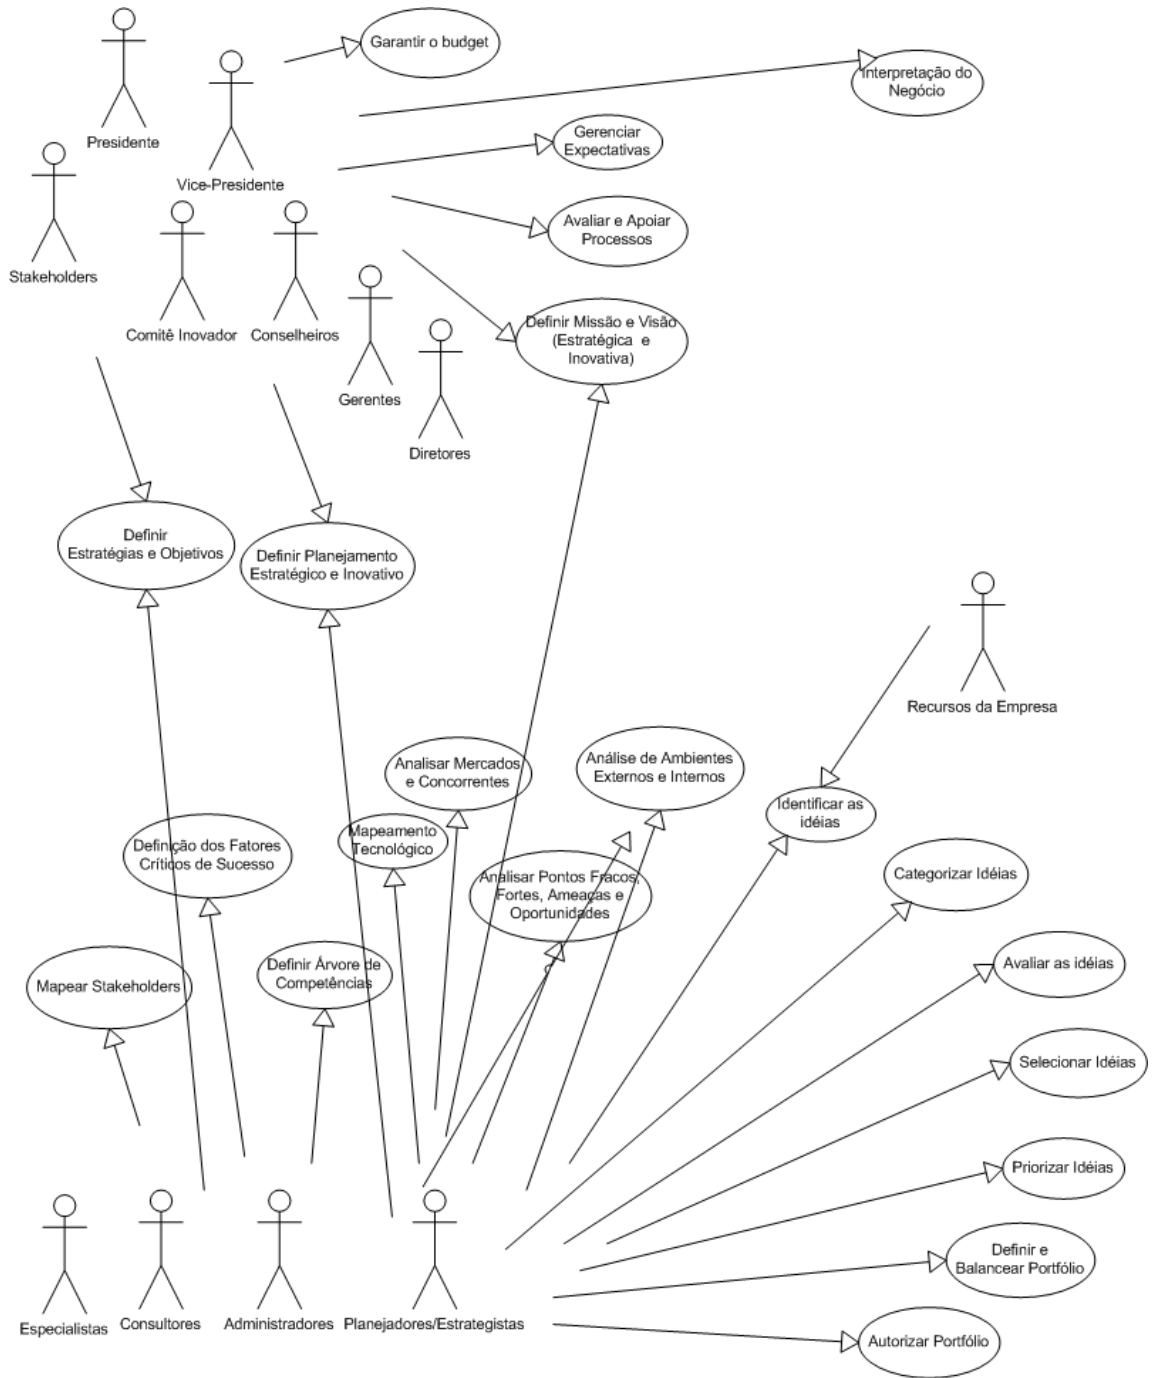 Garantir o budget
Interpretação do
Negócio
Presidente
Gerenciar
Expectativas
Vice-Presidente
Avaliar e Apoiar
Processos
Stakeholders
Comitê Inovador
Conselheiros
Definir Missão e Visão
(Estratégica e
Inovativa)
Gerentes
Diretores
Definir
Estratégias e Objetivos
Definir Planejamento
Estratégico e Inovativo
Recursos da Empresa
Analisar Mercados
e Concorrentes
Análise de Ambientes
Externos e Internos
Identificar as
idéias
Mapeamento
Tecnológico
Definição dos Fatores
Críticos de Sucesso
Analisar Pontos Fracos,
Fortes, Ameaças e
Oportunidades
Categorizar Idéias
Definir Árvore de
Competências
Avaliar as idéias
Mapear Stakeholders
Selecionar Idéias
Priorizar Idéias
Definir e
Balancear Portfólio
Especialistas
Consultores
Administradores
Planejadores/Estrategistas
Autorizar Portfólio